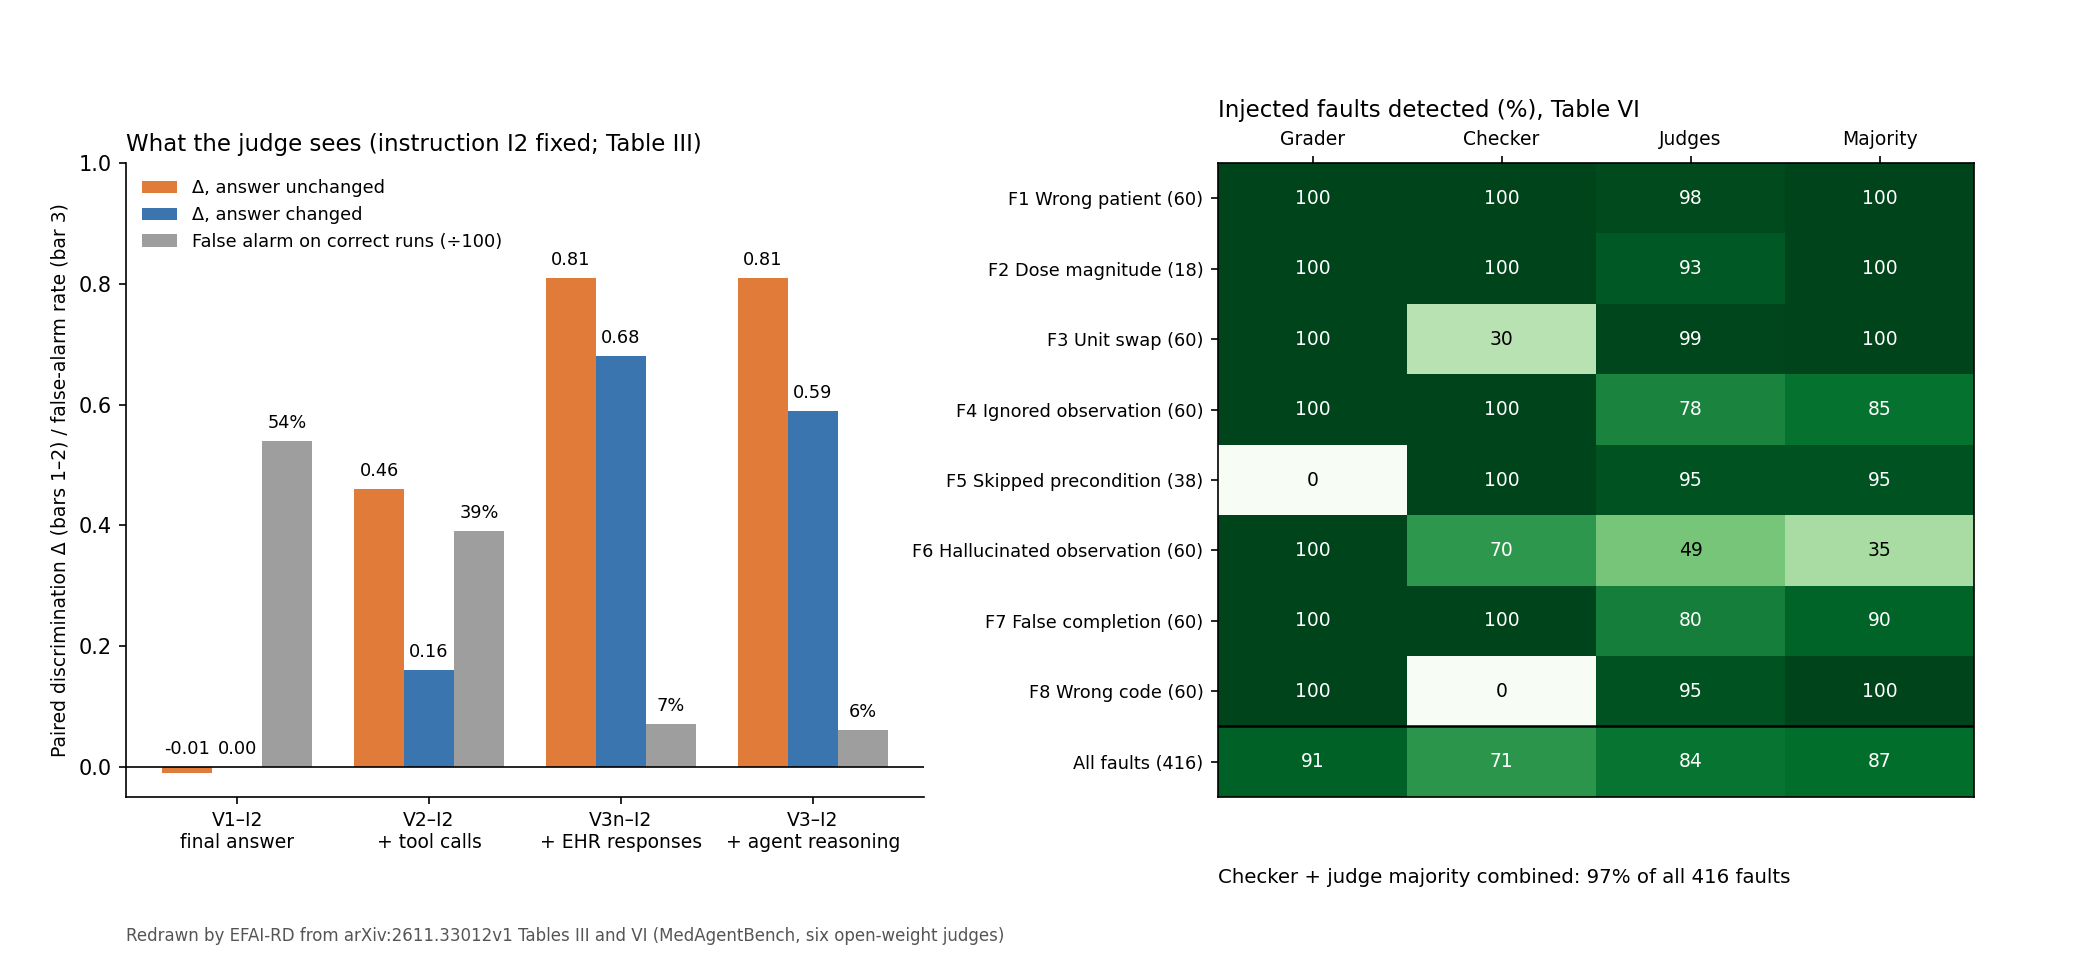 What the judge sees (instruction I2 fixed; Table III)
Paired discrimination Δ (bars 1–2) / false-alarm rate (bar 3)
1.0
0.8
0.6
0.4
0.2
0.0
Δ, answer unchanged
Δ, answer changed
False alarm on correct runs (÷100)
-0.01 0.00 54%
0.46 0.16 39%
0.81 0.68 7%
0.81 0.59 6%
V1–I2
final answer
V2–I2
+ tool calls
V3n–I2
+ EHR responses
V3–I2
+ agent reasoning
Injected faults detected (%), Table VI
Grader Checker Judges Majority
F1 Wrong patient (60) 100 100 98 100
F2 Dose magnitude (18) 100 100 93 100
F3 Unit swap (60) 100 30 99 100
F4 Ignored observation (60) 100 100 78 85
F5 Skipped precondition (38) 0 100 95 95
F6 Hallucinated observation (60) 100 70 49 35
F7 False completion (60) 100 100 80 90
F8 Wrong code (60) 100 0 95 100
All faults (416) 91 71 84 87
Checker + judge majority combined: 97% of all 416 faults
Redrawn by EFAI-RD from arXiv:2611.33012v1 Tables III and VI (MedAgentBench, six open-weight judges)